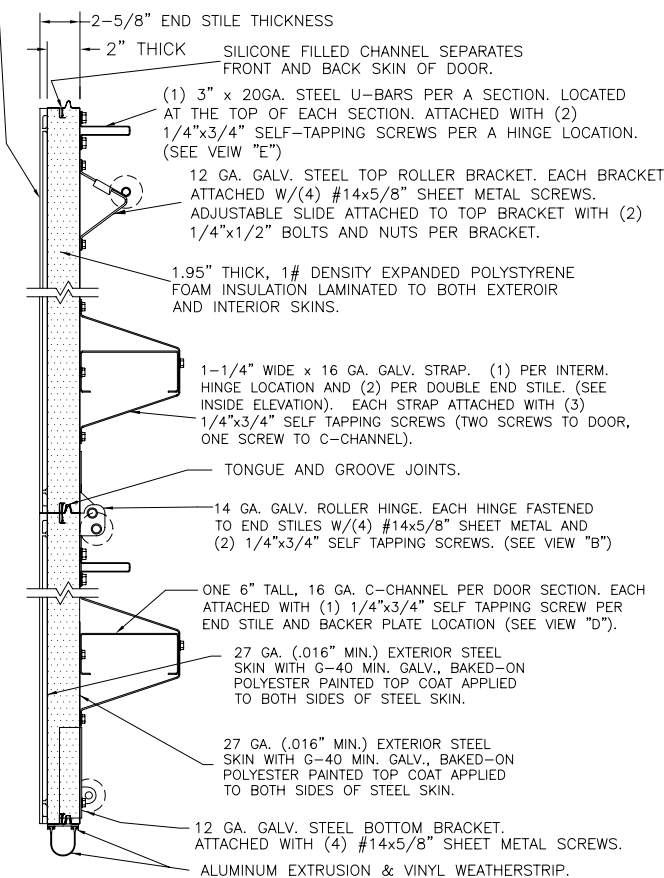 2-5/8" END STILE THICKNESS
2" THICK
SILICONE FILLED CHANNEL SEPARATES
FRONT AND BACK SKIN OF DOOR.
(1) 3" x 20GA. STEEL U-BARS PER A SECTION. LOCATED
AT THE TOP OF EACH SECTION. ATTACHED WITH (2)
1/4"x3/4" SELF-TAPPING SCREWS PER A HINGE LOCATION.
(SEE VEIW "E")
12 GA. GALV. STEEL TOP ROLLER BRACKET. EACH BRACKET
ATTACHED W/(4) #14x5/8" SHEET METAL SCREWS.
ADJUSTABLE SLIDE ATTACHED TO TOP BRACKET WITH (2)
1/4"x1/2" BOLTS AND NUTS PER BRACKET.
1.95" THICK, 1# DENSITY EXPANDED POLYSTYRENE
FOAM INSULATION LAMINATED TO BOTH EXTEROIR
AND INTERIOR SKINS.
1-1/4" WIDE x 16 GA. GALV. STRAP. (1) PER INTERM.
HINGE LOCATION AND (2) PER DOUBLE END STILE. (SEE
INSIDE ELEVATION). EACH STRAP ATTACHED WITH (3)
1/4"x3/4" SELF TAPPING SCREWS (TWO SCREWS TO DOOR,
ONE SCREW TO C-CHANNEL).
TONGUE AND GROOVE JOINTS.
14 GA. GALV. ROLLER HINGE. EACH HINGE FASTENED
TO END STILES W/(4) #14x5/8" SHEET METAL AND
(2) 1/4"x3/4" SELF TAPPING SCREWS. (SEE VIEW "B")
ONE 6" TALL, 16 GA. C-CHANNEL PER DOOR SECTION. EACH
ATTACHED WITH (1) 1/4"x3/4" SELF TAPPING SCREW PER
END STILE AND BACKER PLATE LOCATION (SEE VIEW "D").
27 GA. (.016" MIN.) EXTERIOR STEEL
SKIN WITH G-40 MIN. GALV., BAKED-ON
POLYESTER PAINTED TOP COAT APPLIED
TO BOTH SIDES OF STEEL SKIN.
27 GA. (.016" MIN.) EXTERIOR STEEL
SKIN WITH G-40 MIN. GALV., BAKED-ON
POLYESTER PAINTED TOP COAT APPLIED
TO BOTH SIDES OF STEEL SKIN.
12 GA. GALV. STEEL BOTTOM BRACKET.
ATTACHED WITH (4) #14x5/8" SHEET METAL SCREWS.
ALUMINUM EXTRUSION & VINYL WEATHERSTRIP.